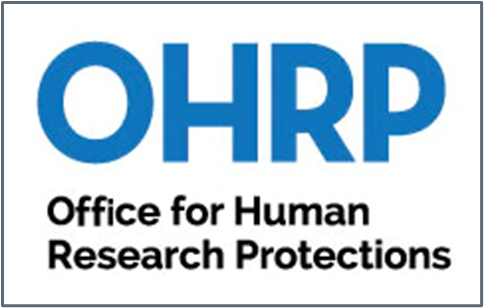 OHRP
Office for Human
Research Protections